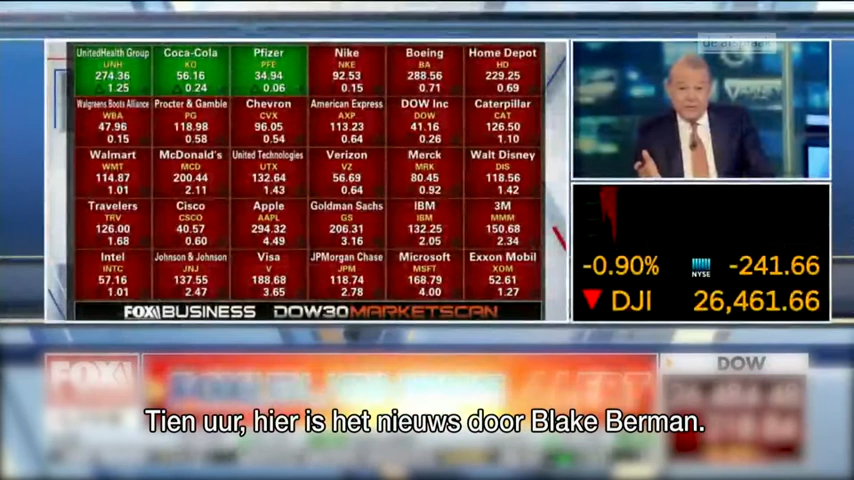 de afspraak
UnitedHealth Group Coca-Cola Pfizer Nike Boeing Home Depot
UNH KO PFE NKE BA HD
274.36 56.16 34.94 92.53 288.56 229.25
1.25 0.24 0.06 0.15 0.71 0.69
Walgreens Boots Alliance Procter & Gamble Chevron American Express DOW Inc Caterpillar
WBA PG CVX AXP DOW CAT
47.96 118.98 96.05 113.23 41.16 126.50
0.15 0.58 0.54 0.64 0.26 1.10
Walmart McDonald's United Technologies Verizon Merck Walt Disney
WMT MCD UTX VZ MRK DIS
114.87 200.44 132.64 56.69 80.45 118.56
1.01 2.11 1.43 0.64 0.92 1.42
Travelers Cisco Apple Goldman Sachs IBM 3M
TRV CSCO AAPL GS IBM MMM
126.00 40.57 294.32 206.31 132.25 150.68
1.68 0.60 4.49 3.16 2.05 2.34
Intel Johnson & Johnson Visa JPMorgan Chase Microsoft Exxon Mobil
INTC JNJ V JPM MSFT XOM
57.16 137.55 188.68 118.74 168.79 52.61
1.01 2.47 3.65 2.78 4.00 1.27
FOX BUSINESS DOW30MARKETSCAN
-0.90% NYSE -241.66
DJI 26,461.66
FOX
ALERT
DOW
Tien uur, hier is het nieuws door Blake Berman.